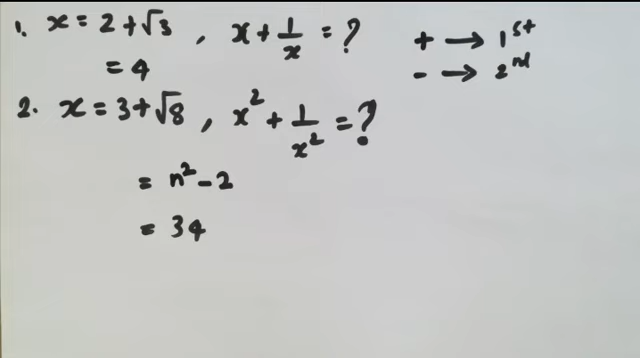 1. x = 2 + √3 , x + 1/x = ?
+ → 1st
= 4
- → 2nd
2. x = 3 + √8 , x² + 1/x² = ?
= n² - 2
= 34